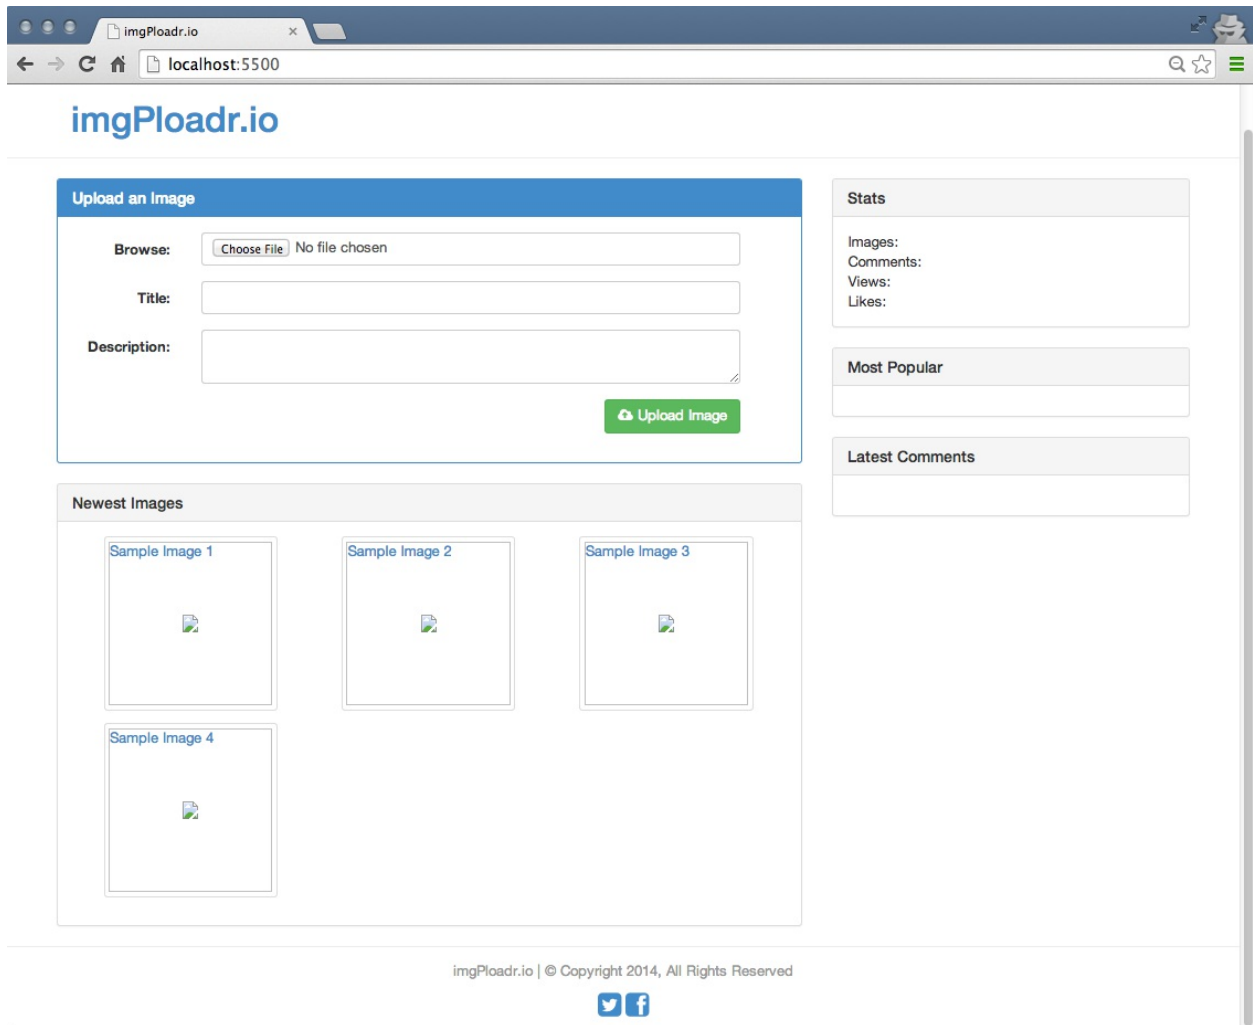 imgPloadr.io
localhost:5500
imgPloadr.io
Upload an Image
Browse: Choose File No file chosen
Title:
Description:
Upload Image
Newest Images
Sample Image 1 Sample Image 2 Sample Image 3
Sample Image 4
Stats
Images:
Comments:
Views:
Likes:
Most Popular
Latest Comments
imgPloadr.io | © Copyright 2014, All Rights Reserved